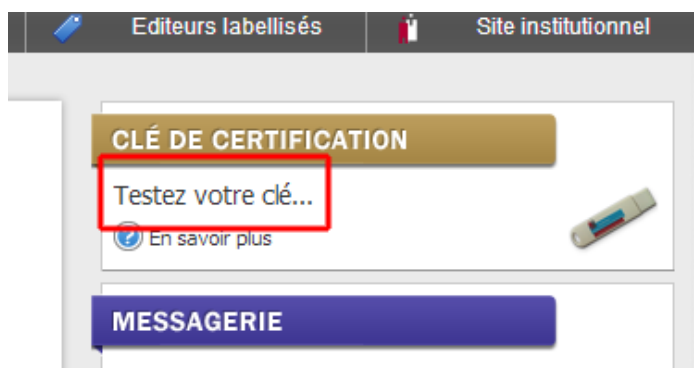 Editeurs labellisés
Site institutionnel
CLÉ DE CERTIFICATION
Testez votre clé...
En savoir plus
MESSAGERIE